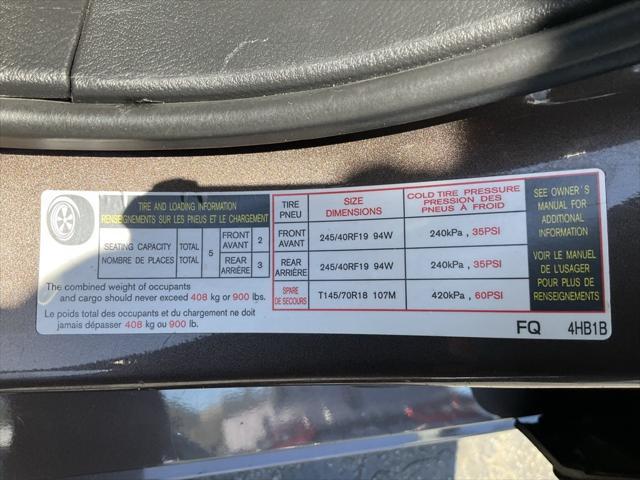 TIRE AND LOADING INFORMATION
RENSEIGNEMENTS SUR LES PNEUS ET LE CHARGEMENT
SEATING CAPACITY
NOMBRE DE PLACES
TOTAL
TOTAL
5
FRONT
AVANT
2
REAR
ARRIÈRE
3
The combined weight of occupants
and cargo should never exceed 408 kg or 900 lbs.
Le poids total des occupants et du chargement ne doit
jamais dépasser 408 kg ou 900 lb.
TIRE
PNEU
SIZE
DIMENSIONS
COLD TIRE PRESSURE
PRESSION DES
PNEUS À FROID
FRONT
AVANT
245/40RF19 94W
240kPa , 35PSI
REAR
ARRIÈRE
245/40RF19 94W
240kPa , 35PSI
SPARE
DE SECOURS
T145/70R18 107M
420kPa , 60PSI
SEE OWNER'S
MANUAL FOR
ADDITIONAL
INFORMATION
VOIR LE MANUEL
DE L'USAGER
POUR PLUS DE
RENSEIGNEMENTS
FQ 4HB1B